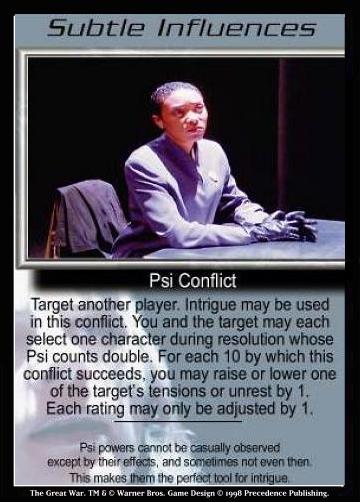 Subtle Influences
Psi Conflict
Target another player. Intrigue may be used
in this conflict. You and the target may each
select one character during resolution whose
Psi counts double. For each 10 by which this
conflict succeeds, you may raise or lower one
of the target's tensions or unrest by 1.
Each rating may only be adjusted by 1.
Psi powers cannot be casually observed
except by their effects, and sometimes not even then.
This makes them the perfect tool for intrigue.
The Great War. TM & © Warner Bros. Game Design © 1998 Precedence Publishing.